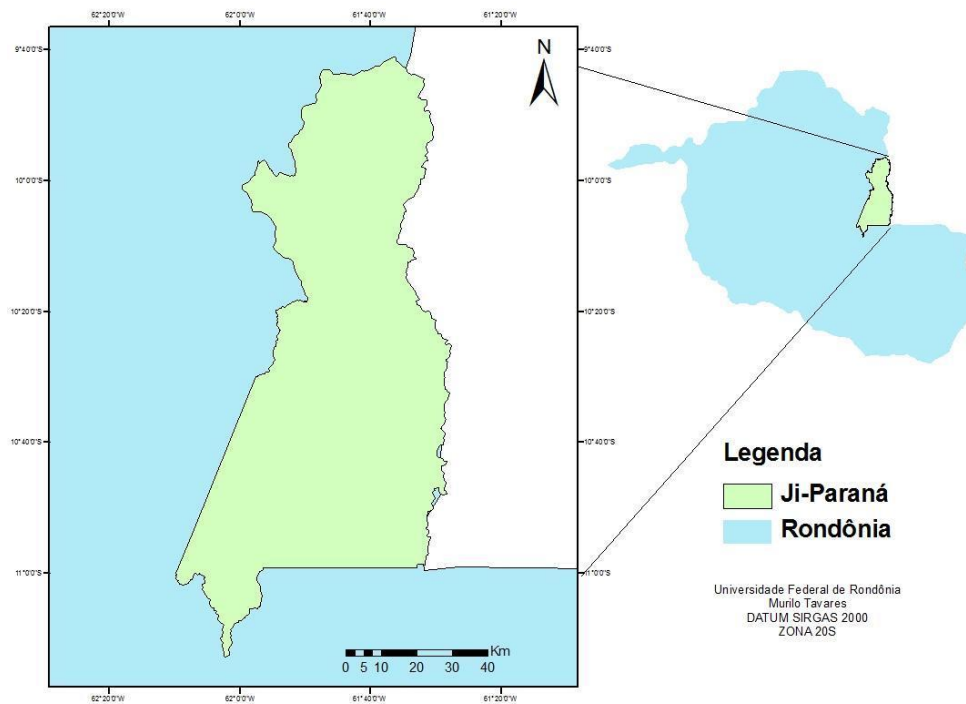 62°20'0"W 62°0'0"W 61°40'0"W 61°20'0"W
9°40'0"S 9°40'0"S
N
10°0'0"S 10°0'0"S
10°20'0"S 10°20'0"S
10°40'0"S 10°40'0"S
11°0'0"S 11°0'0"S
Km
0 5 10 20 30 40
62°20'0"W 62°0'0"W 61°40'0"W 61°20'0"W
Legenda
Ji-Paraná
Rondônia
Universidade Federal de Rondônia
Murilo Tavares
DATUM SIRGAS 2000
ZONA 20S